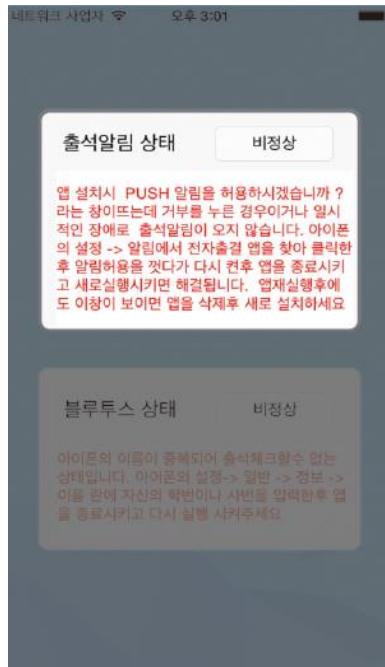 네트워크 사업자 오후 3:01
출석알림 상태 비정상
앱 설치시 PUSH 알림을 허용하시겠습니까 ?
라는 창이뜨는데 거부를 누른 경우이거나 일시
적인 장애로 출석알림이 오지 않습니다. 아이폰
의 설정 -> 알림에서 전자출결 앱을 찾아 클릭한
후 알림허용을 껏다가 다시 켠후 앱을 종료시키
고 새로실행시키면 해결됩니다. 앱재실행후에
도 이창이 보이면 앱을 삭제후 새로 설치하세요
블루투스 상태 비정상
아이폰의 이름이 중복되어 출석체크할수 없는
상태입니다. 아이폰의 설정-> 일반 -> 정보 ->
이름 란에 자신의 학번이나 사번을 입력한후 앱
을 종료시키고 다시 실행 시켜주세요